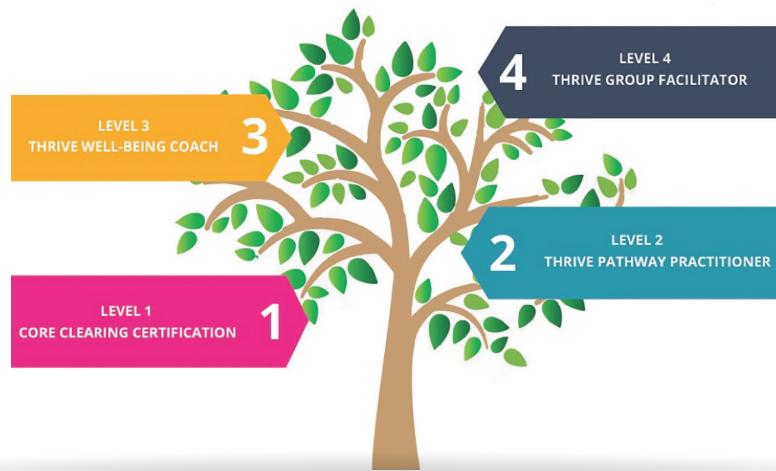 LEVEL 4
THRIVE GROUP FACILITATOR
4
LEVEL 3
THRIVE WELL-BEING COACH
3
LEVEL 2
THRIVE PATHWAY PRACTITIONER
2
LEVEL 1
CORE CLEARING CERTIFICATION
1